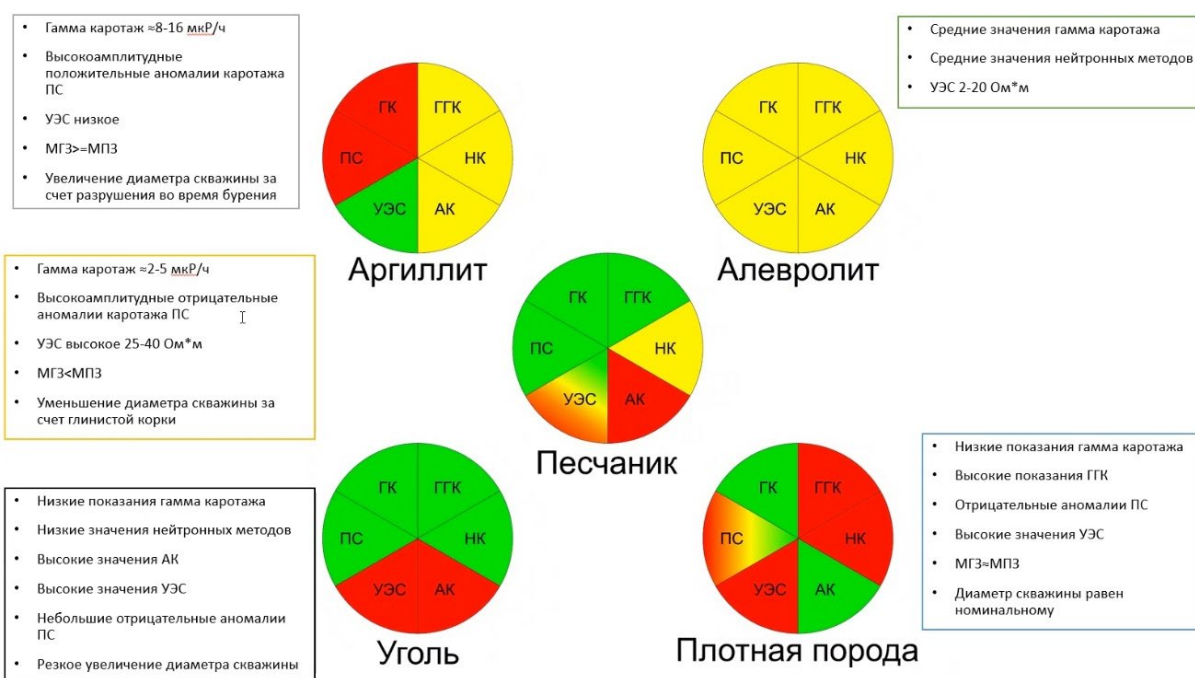 • Гамма каротаж ≈8-16 мкР/ч
• Высокоамплитудные
положительные аномалии каротажа
ПС
• УЭС низкое
• МГЗ>=МПЗ
• Увеличение диаметра скважины за
счет разрушения во время бурения
ГК
ГГК
ПС
НК
УЭС
АК
Аргиллит
ГК
ГГК
ПС
НК
УЭС
АК
Алевролит
• Средние значения гамма каротажа
• Средние значения нейтронных методов
• УЭС 2-20 Ом*м
• Гамма каротаж ≈2-5 мкР/ч
• Высокоамплитудные отрицательные
аномалии каротажа ПС
• УЭС высокое 25-40 Ом*м
• МГЗ<МПЗ
• Уменьшение диаметра скважины за
счет глинистой корки
ГК
ГГК
ПС
НК
УЭС
АК
Песчаник
• Низкие показания гамма каротажа
• Низкие значения нейтронных методов
• Высокие значения АК
• Высокие значения УЭС
• Небольшие отрицательные аномалии
ПС
• Резкое увеличение диаметра скважины
ГК
ГГК
ПС
НК
УЭС
АК
Уголь
ГК
ГГК
ПС
НК
УЭС
АК
Плотная порода
• Низкие показания гамма каротажа
• Высокие показания ГГК
• Отрицательные аномалии ПС
• Высокие значения УЭС
• МГЗ≈МПЗ
• Диаметр скважины равен
номинальному